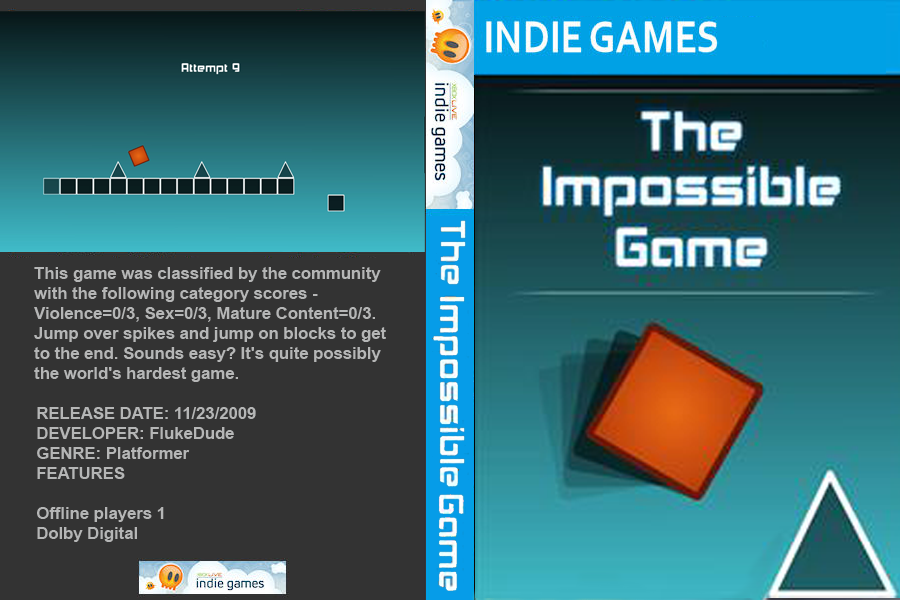 Attempt 9
This game was classified by the community
with the following category scores -
Violence=0/3, Sex=0/3, Mature Content=0/3.
Jump over spikes and jump on blocks to get
to the end. Sounds easy? It's quite possibly
the world's hardest game.
RELEASE DATE: 11/23/2009
DEVELOPER: FlukeDude
GENRE: Platformer
FEATURES
Offline players 1
Dolby Digital
XBOX LIVE
indie games
XBOX LIVE
indie games
The Impossible Game
INDIE GAMES
The
Impossible
Game